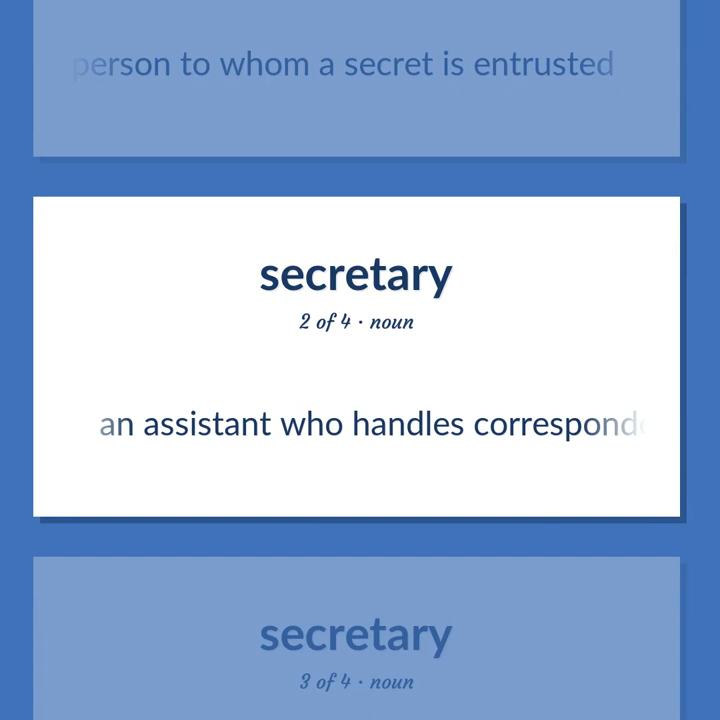 person to whom a secret is entrusted
secretary
2 of 4 · noun
an assistant who handles
secretary
3 of 4 · noun